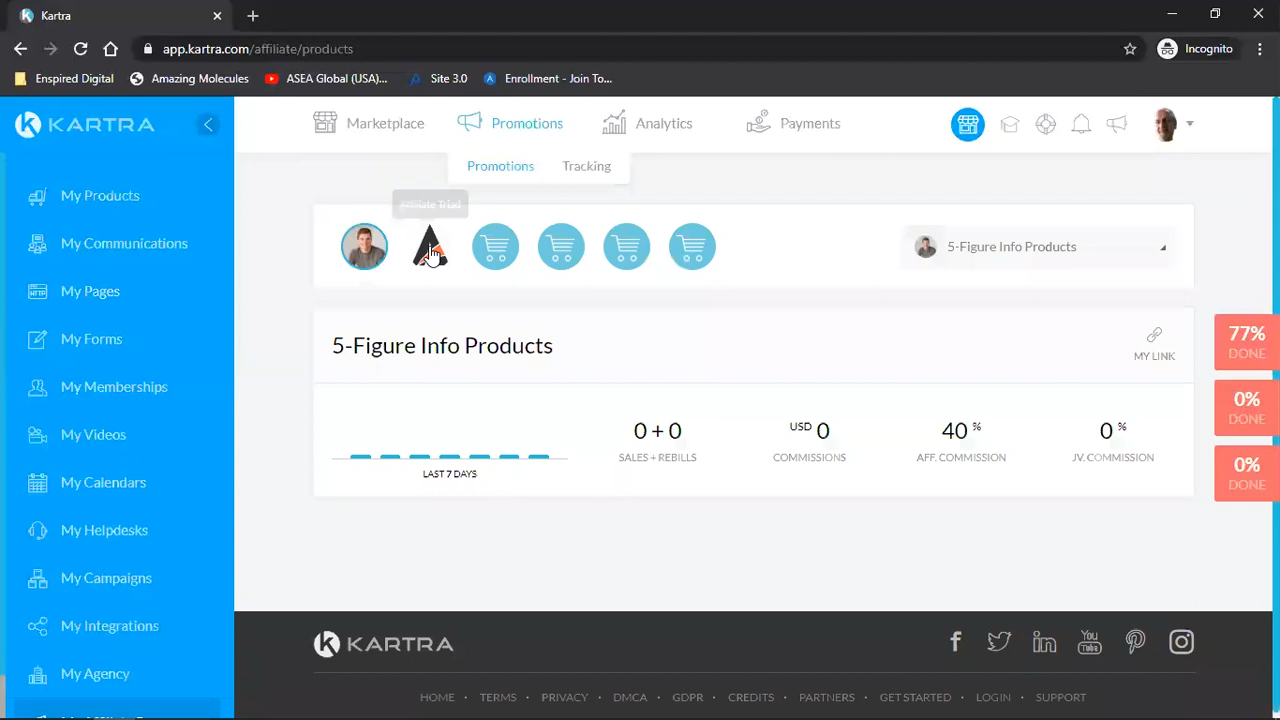 Kartra
app.kartra.com/affiliate/products
Incognito
Enspired Digital
Amazing Molecules
ASEA Global (USA)...
Site 3.0
Enrollment - Join To...
KARTRA
Marketplace
Promotions
Analytics
Payments
Promotions
Tracking
Affiliate Triad
My Products
My Communications
My Pages
My Forms
My Memberships
My Videos
My Calendars
My Helpdesks
My Campaigns
My Integrations
My Agency
5-Figure Info Products
5-Figure Info Products
MY LINK
LAST 7 DAYS
0 + 0
SALES + REBILLS
USD 0
COMMISSIONS
40 %
AFF. COMMISSION
0 %
JV. COMMISSION
77%
DONE
0%
DONE
0%
DONE
KARTRA
You
Tube
HOME · TERMS · PRIVACY · DMCA · GDPR · CREDITS · PARTNERS · GET STARTED · LOGIN · SUPPORT